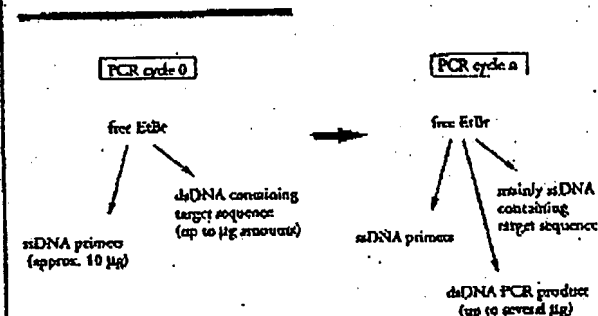 PCR cycle 0
free EtBr
dsDNA containing
target sequence
(up to µg amounts)
ssDNA primers
(approx. 10 µg)
PCR cycle n
free EtBr
mainly ssDNA
containing
target sequence
ssDNA primers
dsDNA PCR product
(up to several µg)